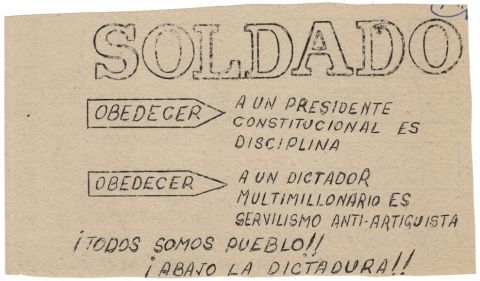 SOLDADO
OBEDECER A UN PRESIDENTE
CONSTITUCIONAL ES
DISCIPLINA
OBEDECER A UN DICTADOR
MULTIMILLONARIO ES
SERVILISMO ANTI-ARTIGUISTA
¡TODOS SOMOS PUEBLO!!
¡ABAJO LA DICTADURA!!